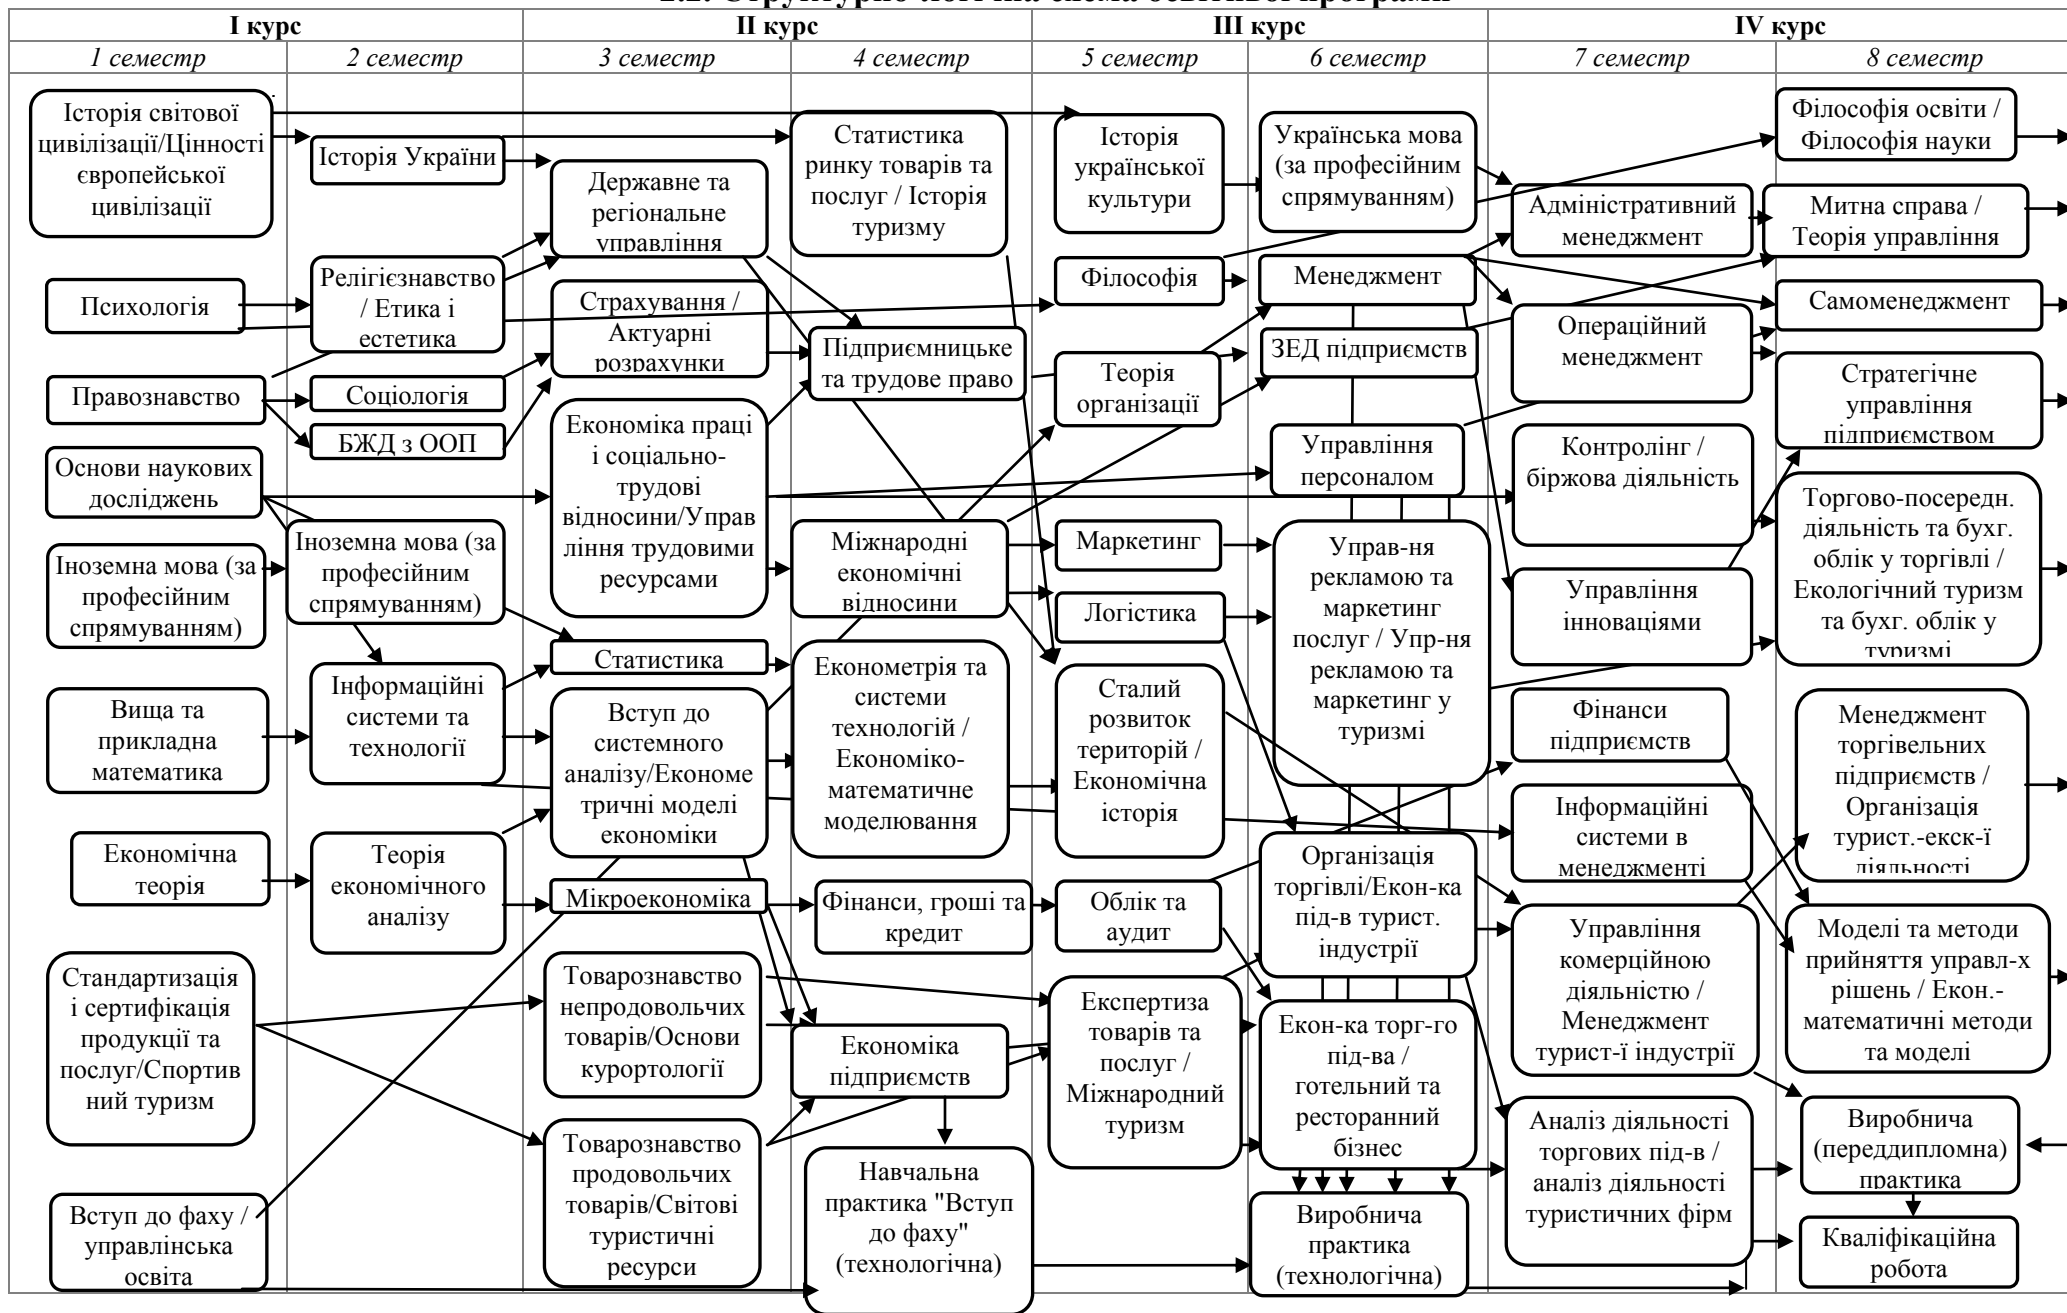 2.2. Структурно-логічна схема освітньої програми
I курс
II курс
III курс
IV курс
1 семестр
2 семестр
3 семестр
4 семестр
5 семестр
6 семестр
7 семестр
8 семестр
Історія світової
цивілізації/Цінності
європейської
цивілізації
Психологія
Правознавство
Основи наукових
досліджень
Іноземна мова (за
професійним
спрямуванням)
Вища та
прикладна
математика
Економічна
теорія
Стандартизація
і сертифікація
продукції та
послуг/Спортив
ний туризм
Вступ до фаху /
управлінська
освіта
Історія України
Релігієзнавство
/ Етика і
естетика
Соціологія
БЖД з ООП
Іноземна мова (за
професійним
спрямуванням)
Інформаційні
системи та
технології
Теорія
економічного
аналізу
Державне та
регіональне
управління
Страхування /
Актуарні
розрахунки
Економіка праці
і соціально-
трудові
відносини/Управ
ління трудовими
ресурсами
Статистика
Вступ до
системного
аналізу/Економе
тричні моделі
економіки
Мікроекономіка
Товарознавство
непродовольчих
товарів/Основи
курортології
Товарознавство
продовольчих
товарів/Світові
туристичні
ресурси
Статистика
ринку товарів та
послуг / Історія
туризму
Підприємницьке
та трудове право
Міжнародні
економічні
відносини
Економетрія та
системи
технологій /
Економіко-
математичне
моделювання
Фінанси, гроші та
кредит
Економіка
підприємств
Навчальна
практика "Вступ
до фаху"
(технологічна)
Історія
української
культури
Філософія
Теорія
організації
Маркетинг
Логістика
Сталий
розвиток
територій /
Економічна
історія
Облік та
аудит
Експертиза
товарів та
послуг /
Міжнародний
туризм
Українська мова
(за професійним
спрямуванням)
Менеджмент
ЗЕД підприємств
Управління
персоналом
Управ-ня
рекламою та
маркетинг
послуг / Упр-ня
рекламою та
маркетинг у
туризмі
Організація
торгівлі/Екон-ка
під-в турист.
індустрії
Екон-ка торг-го
під-ва /
готельний та
ресторанний
бізнес
Виробнича
практика
(технологічна)
Адміністративний
менеджмент
Операційний
менеджмент
Контролінг /
біржова діяльність
Управління
інноваціями
Фінанси
підприємств
Інформаційні
системи в
менеджменті
Управління
комерційною
діяльністю /
Менеджмент
турист-ї індустрії
Аналіз діяльності
торгових під-в /
аналіз діяльності
туристичних фірм
Філософія освіти /
Філософія науки
Митна справа /
Теорія управління
Самоменеджмент
Стратегічне
управління
підприємством
Торгово-посередн.
діяльність та бухг.
облік у торгівлі /
Екологічний туризм
та бухг. облік у
туризмі
Менеджмент
торгівельних
підприємств /
Організація
турист.-екск-ї
діяльності
Моделі та методи
прийняття управл-х
рішень / Екон.-
математичні методи
та моделі
Виробнича
(переддипломна)
практика
Кваліфікаційна
робота